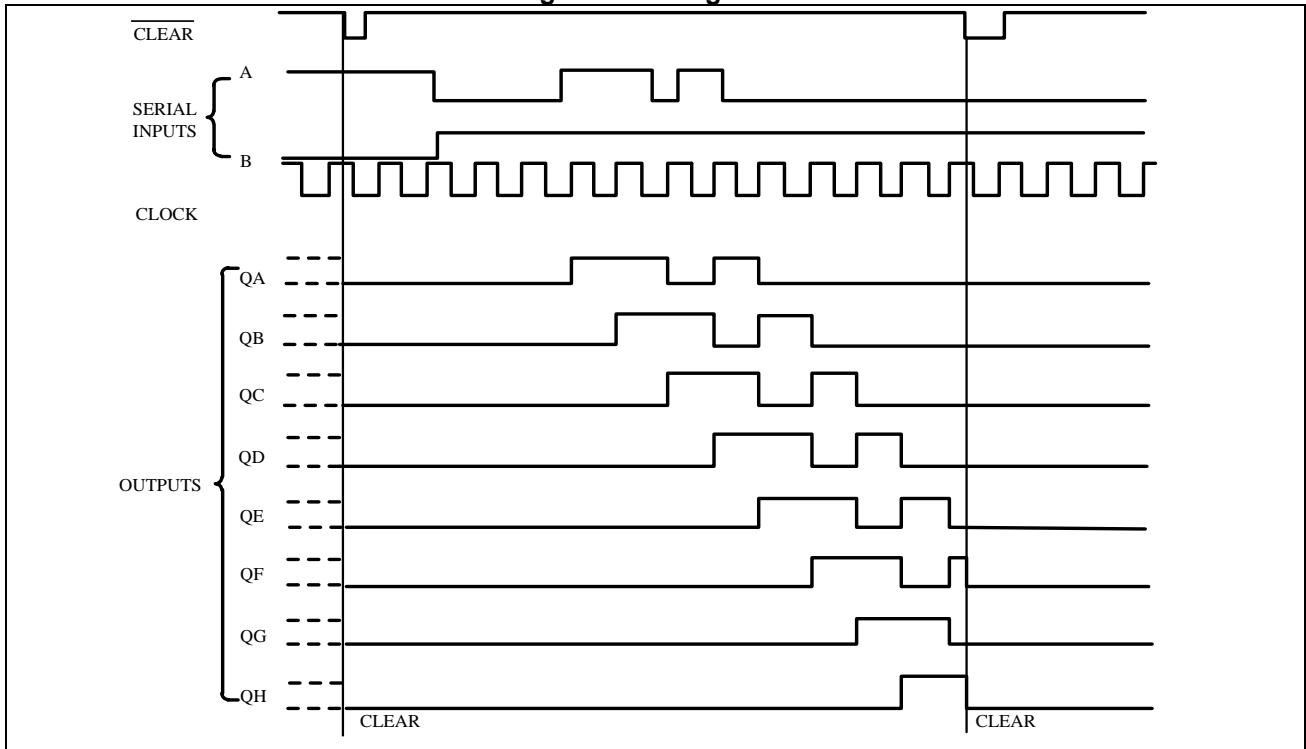 CLEAR
A
SERIAL
INPUTS
B
CLOCK
QA
QB
QC
QD
OUTPUTS
QE
QF
QG
QH
CLEAR
CLEAR